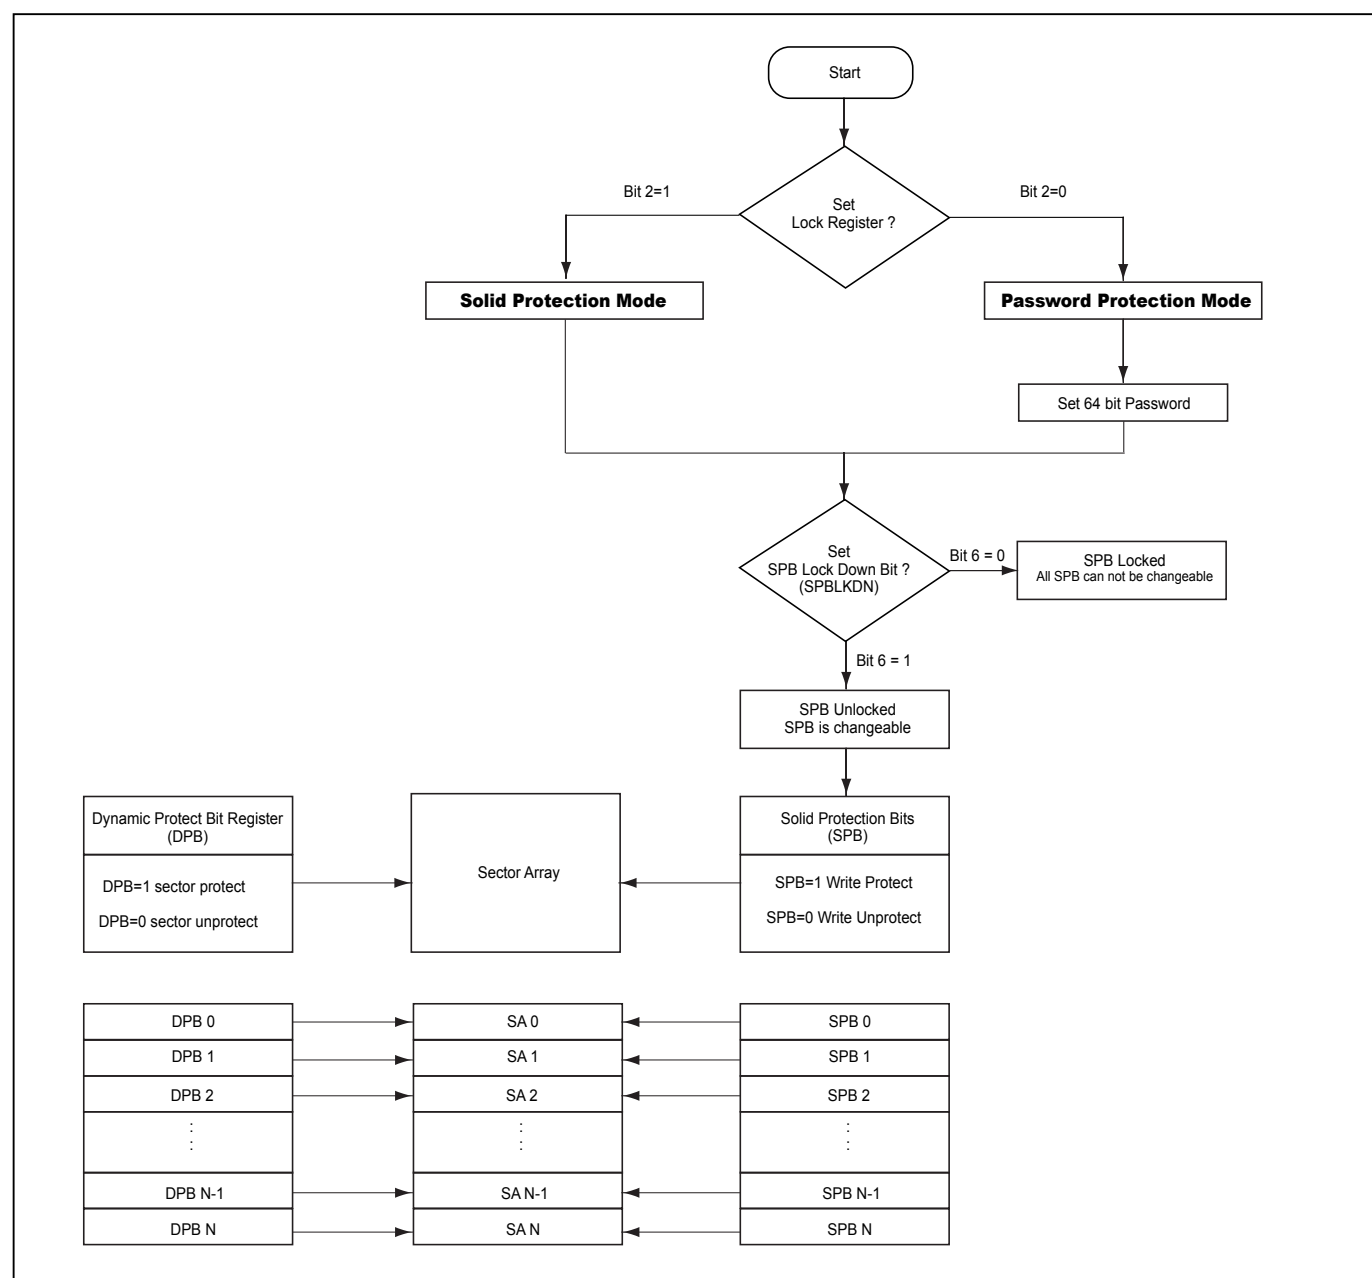 Start
Bit 2=1
Bit 2=0
Set
Lock Register ?
Solid Protection Mode
Password Protection Mode
Set 64 bit Password
Set
SPB Lock Down Bit ?
(SPBLKDN)
Bit 6 = 0
SPB Locked
All SPB can not be changeable
Bit 6 = 1
SPB Unlocked
SPB is changeable
Dynamic Protect Bit Register
(DPB)
DPB=1 sector protect
DPB=0 sector unprotect
Sector Array
Solid Protection Bits
(SPB)
SPB=1 Write Protect
SPB=0 Write Unprotect
DPB 0
SA 0
SPB 0
DPB 1
SA 1
SPB 1
DPB 2
SA 2
SPB 2
DPB N-1
SA N-1
SPB N-1
DPB N
SA N
SPB N